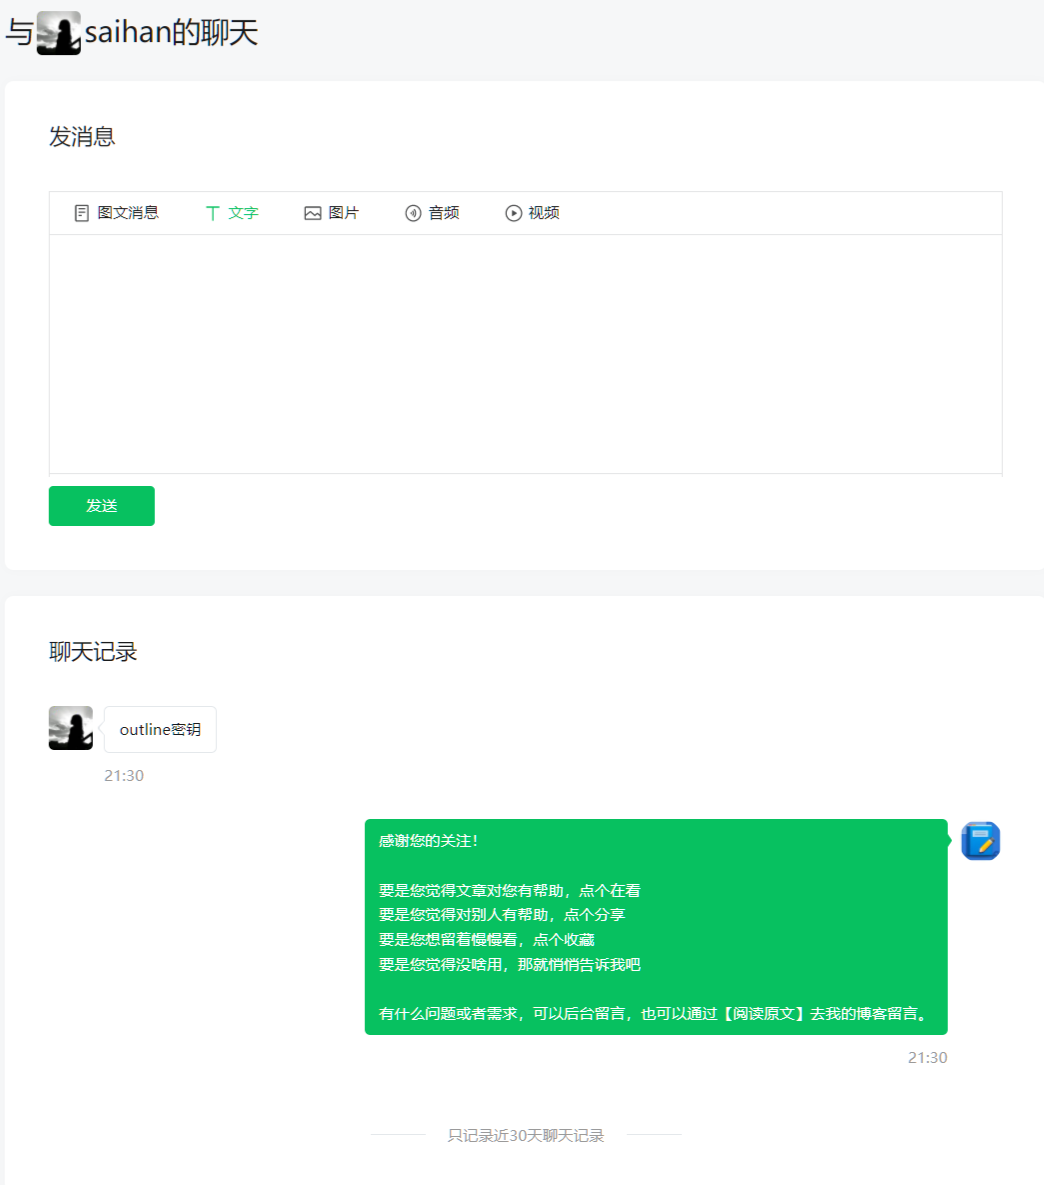 与saihan的聊天
发消息
图文消息 文字 图片 音频 视频
发送
聊天记录
outline密钥
21:30
感谢您的关注！
要是您觉得文章对您有帮助，点个在看
要是您觉得对别人有帮助，点个分享
要是您想留着慢慢看，点个收藏
要是您觉得没啥用，那就悄悄告诉我吧
有什么问题或者需求，可以后台留言，也可以通过【阅读原文】去我的博客留言。
21:30
只记录近30天聊天记录